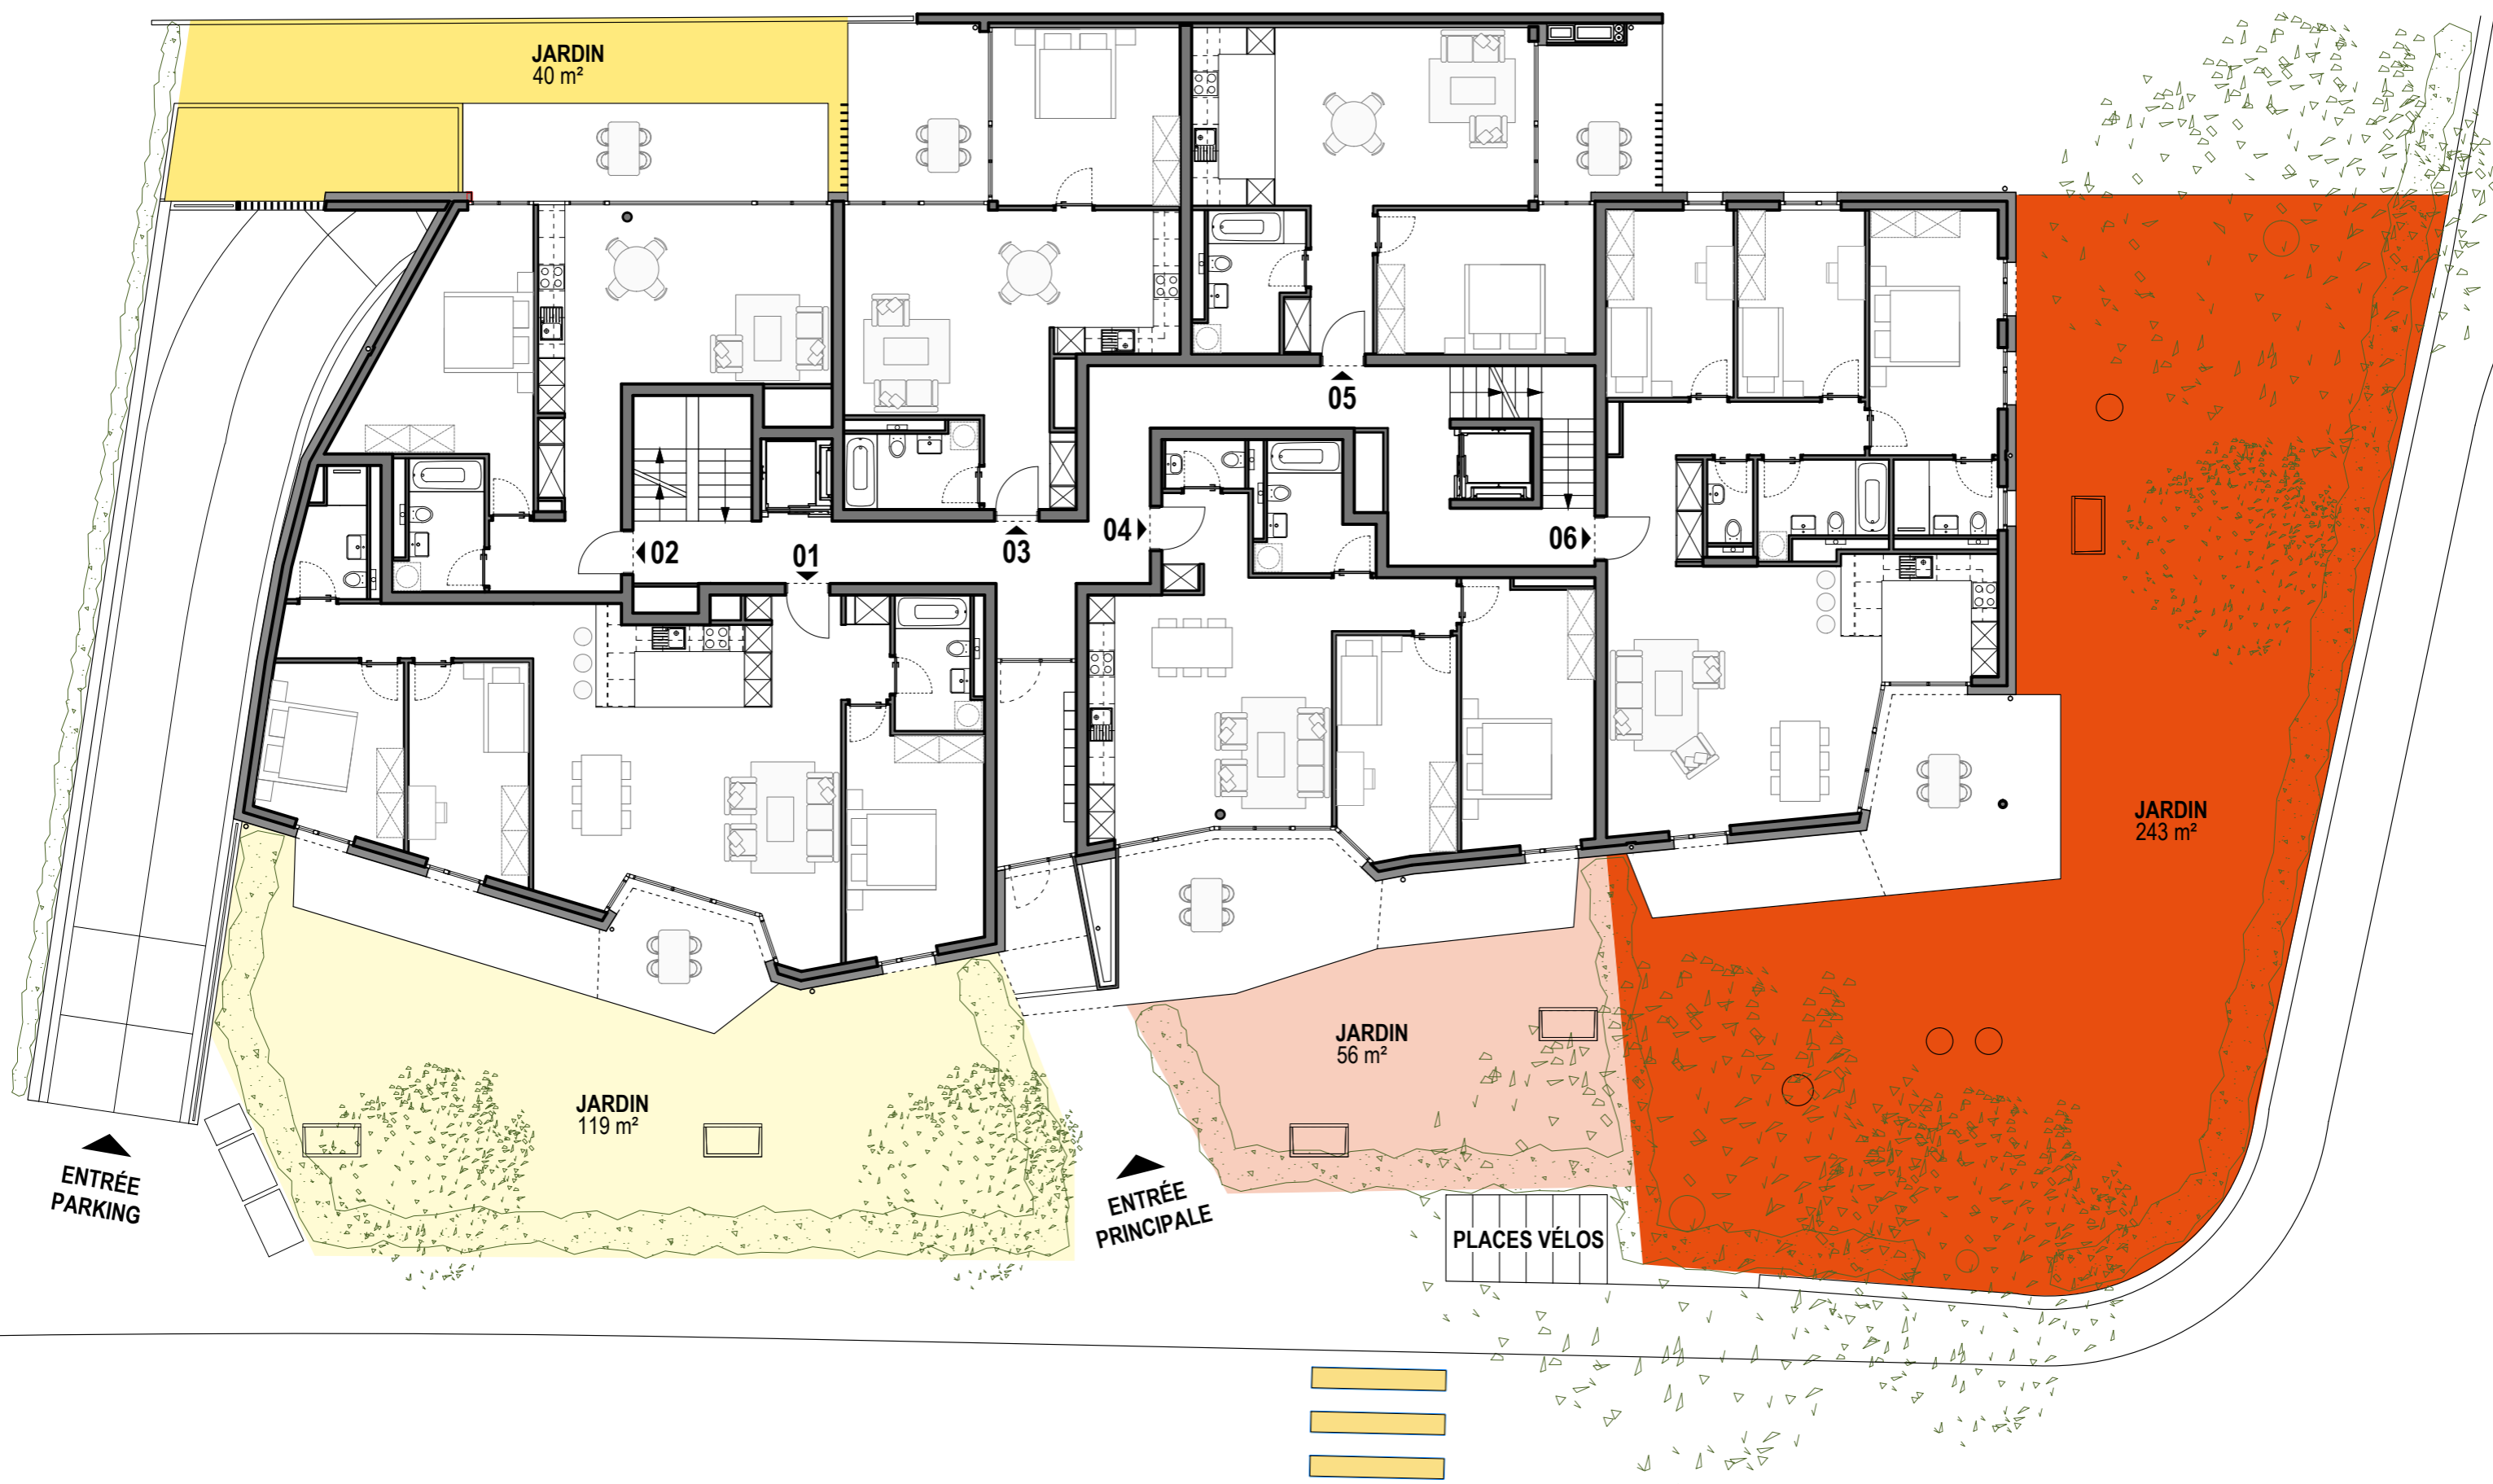 JARDIN
40 m²
05
04
06
02
01
03
JARDIN
243 m²
JARDIN
56 m²
JARDIN
119 m²
ENTRÉE
PARKING
ENTRÉE
PRINCIPALE
PLACES VÉLOS